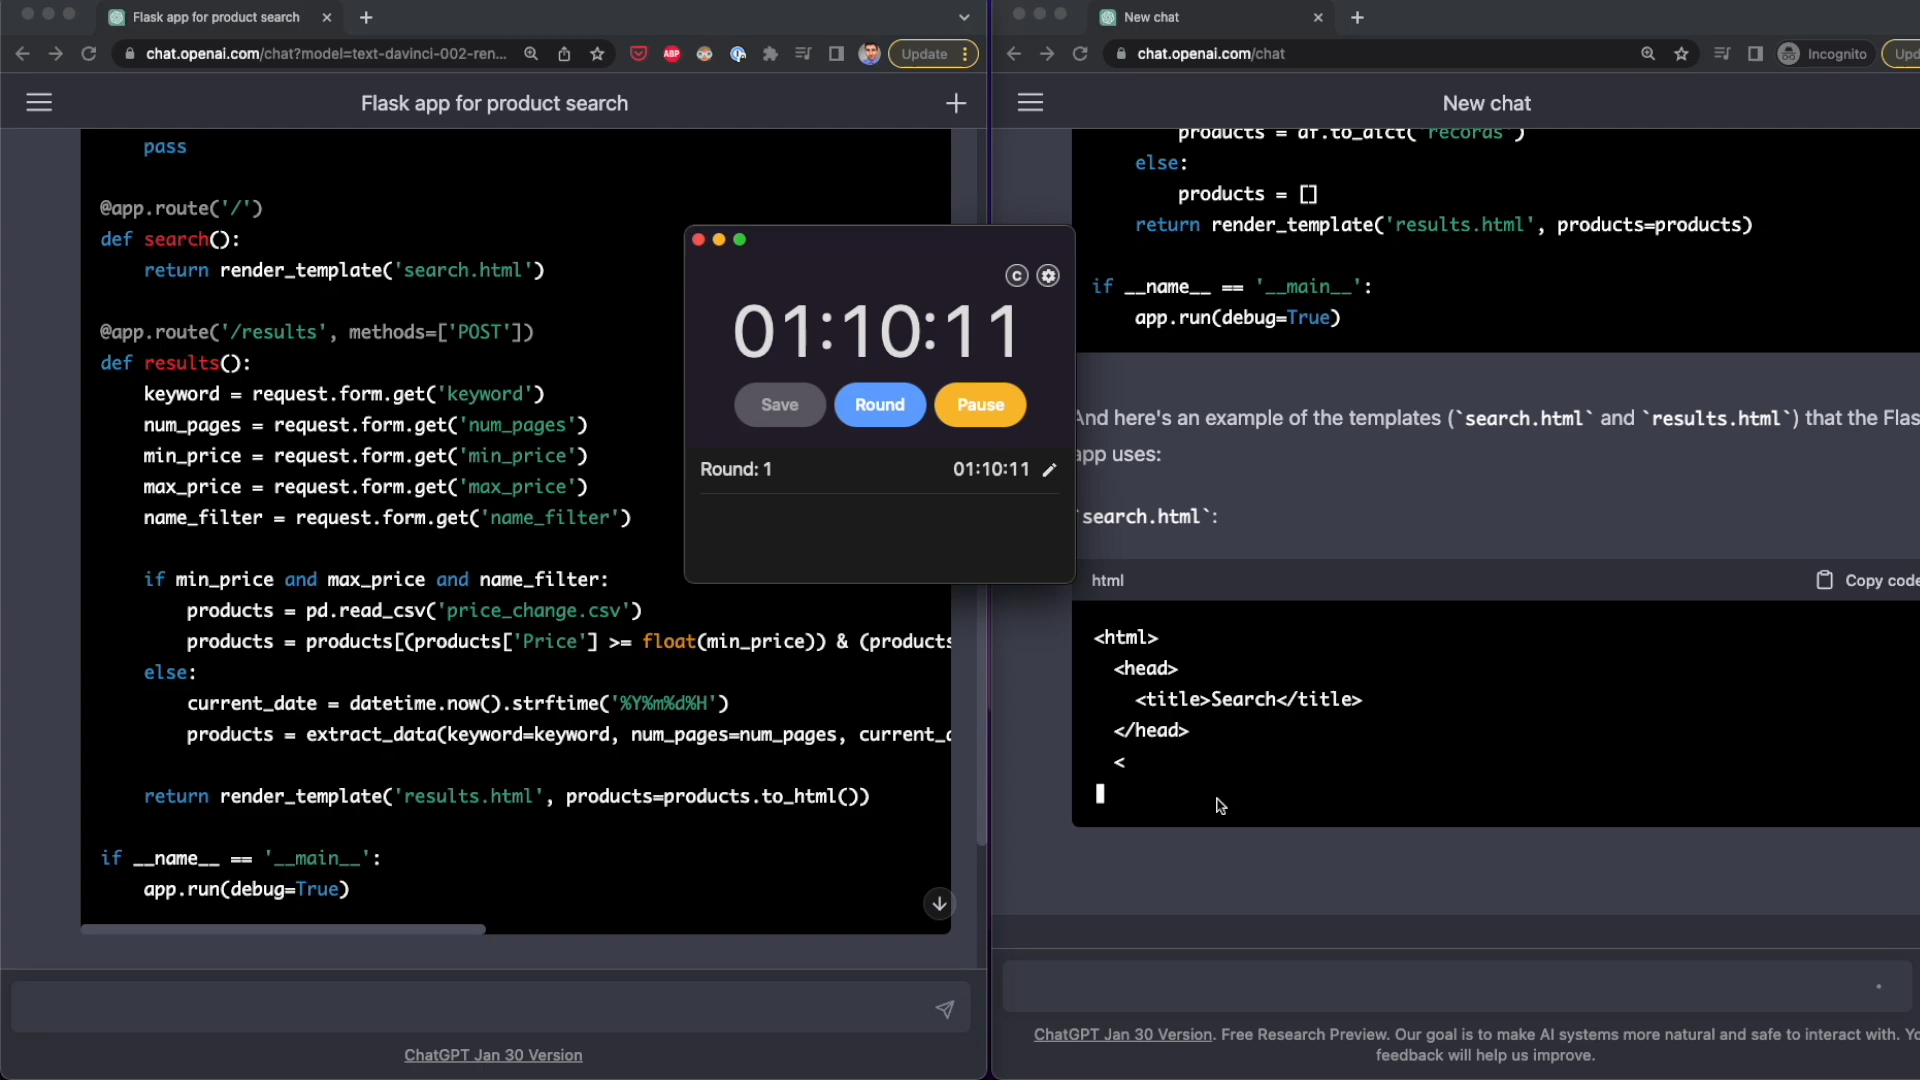 Flask app for product search
chat.openai.com/chat?model=text-davinci-002-ren...
ABP
Update
Flask app for product search
pass
@app.route('/')
def search():
return render_template('search.html')
@app.route('/results', methods=['POST'])
def results():
keyword = request.form.get('keyword')
num_pages = request.form.get('num_pages')
min_price = request.form.get('min_price')
max_price = request.form.get('max_price')
name_filter = request.form.get('name_filter')
if min_price and max_price and name_filter:
products = pd.read_csv('price_change.csv')
products = products[(products['Price'] >= float(min_price)) & (products
else:
current_date = datetime.now().strftime('%Y%m%d%H')
products = extract_data(keyword=keyword, num_pages=num_pages, current_
return render_template('results.html', products=products.to_html())
if __name__ == '__main__':
app.run(debug=True)
ChatGPT Jan 30 Version
C
01:10:11
Save Round Pause
Round: 1 01:10:11
New chat
chat.openai.com/chat
Incognito
Upd
New chat
products = df.to_dict('records')
else:
products = []
return render_template('results.html', products=products)
if __name__ == '__main__':
app.run(debug=True)
And here's an example of the templates (`search.html` and `results.html`) that the Flas
app uses:
`search.html`:
html Copy code
<html>
<head>
<title>Search</title>
</head>
<
ChatGPT Jan 30 Version. Free Research Preview. Our goal is to make AI systems more natural and safe to interact with. Yo
feedback will help us improve.